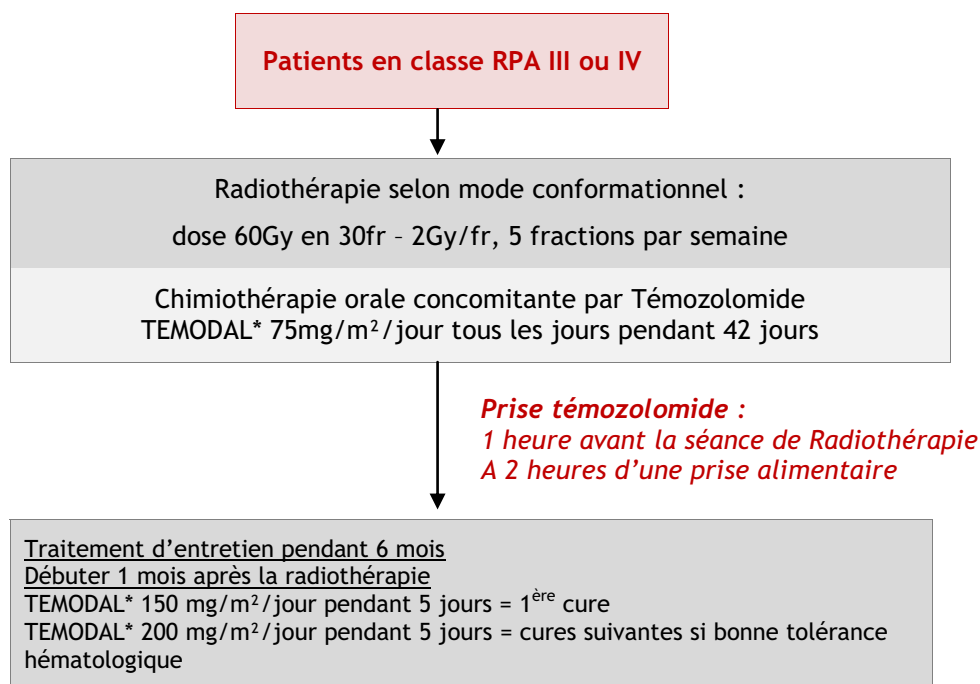 Patients en classe RPA III ou IV
Radiothérapie selon mode conformationnel :
dose 60Gy en 30fr – 2Gy/fr, 5 fractions par semaine
Chimiothérapie orale concomitante par Témozolomide
TEMODAL* 75mg/m²/jour tous les jours pendant 42 jours
Prise témozolomide :
1 heure avant la séance de Radiothérapie
A 2 heures d’une prise alimentaire
Traitement d’entretien pendant 6 mois
Débuter 1 mois après la radiothérapie
TEMODAL* 150 mg/m²/jour pendant 5 jours = 1ère cure
TEMODAL* 200 mg/m²/jour pendant 5 jours = cures suivantes si bonne tolérance
hématologique